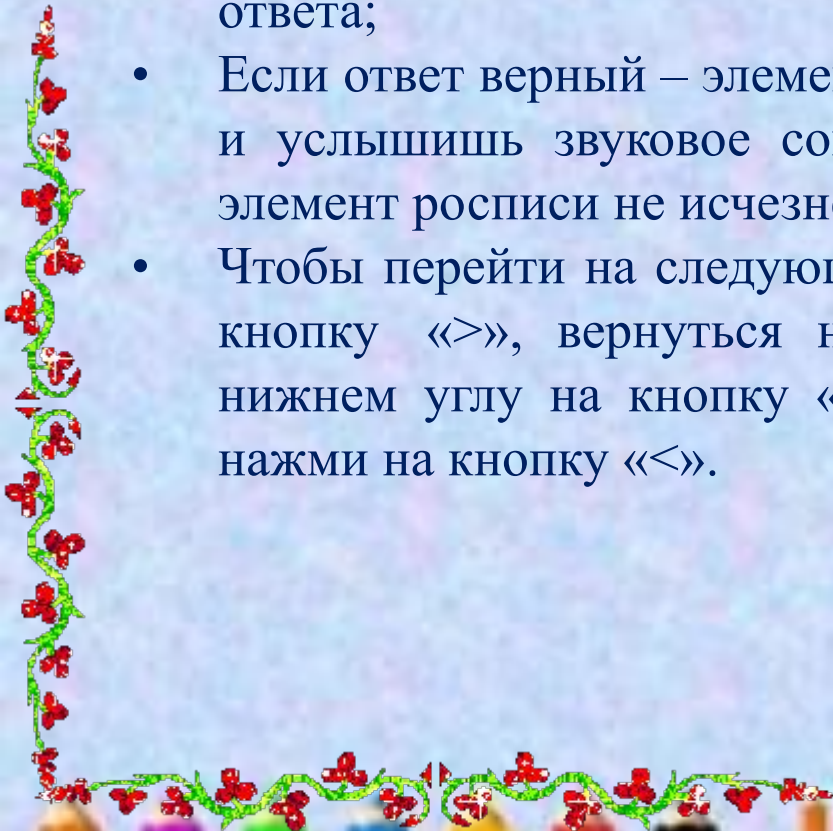 ответа;
• Если ответ верный – элеме
и услышишь звуковое со
элемент росписи не исчезн
• Чтобы перейти на следую
кнопку «>», вернуться н
нижнем углу на кнопку «
нажми на кнопку «<».